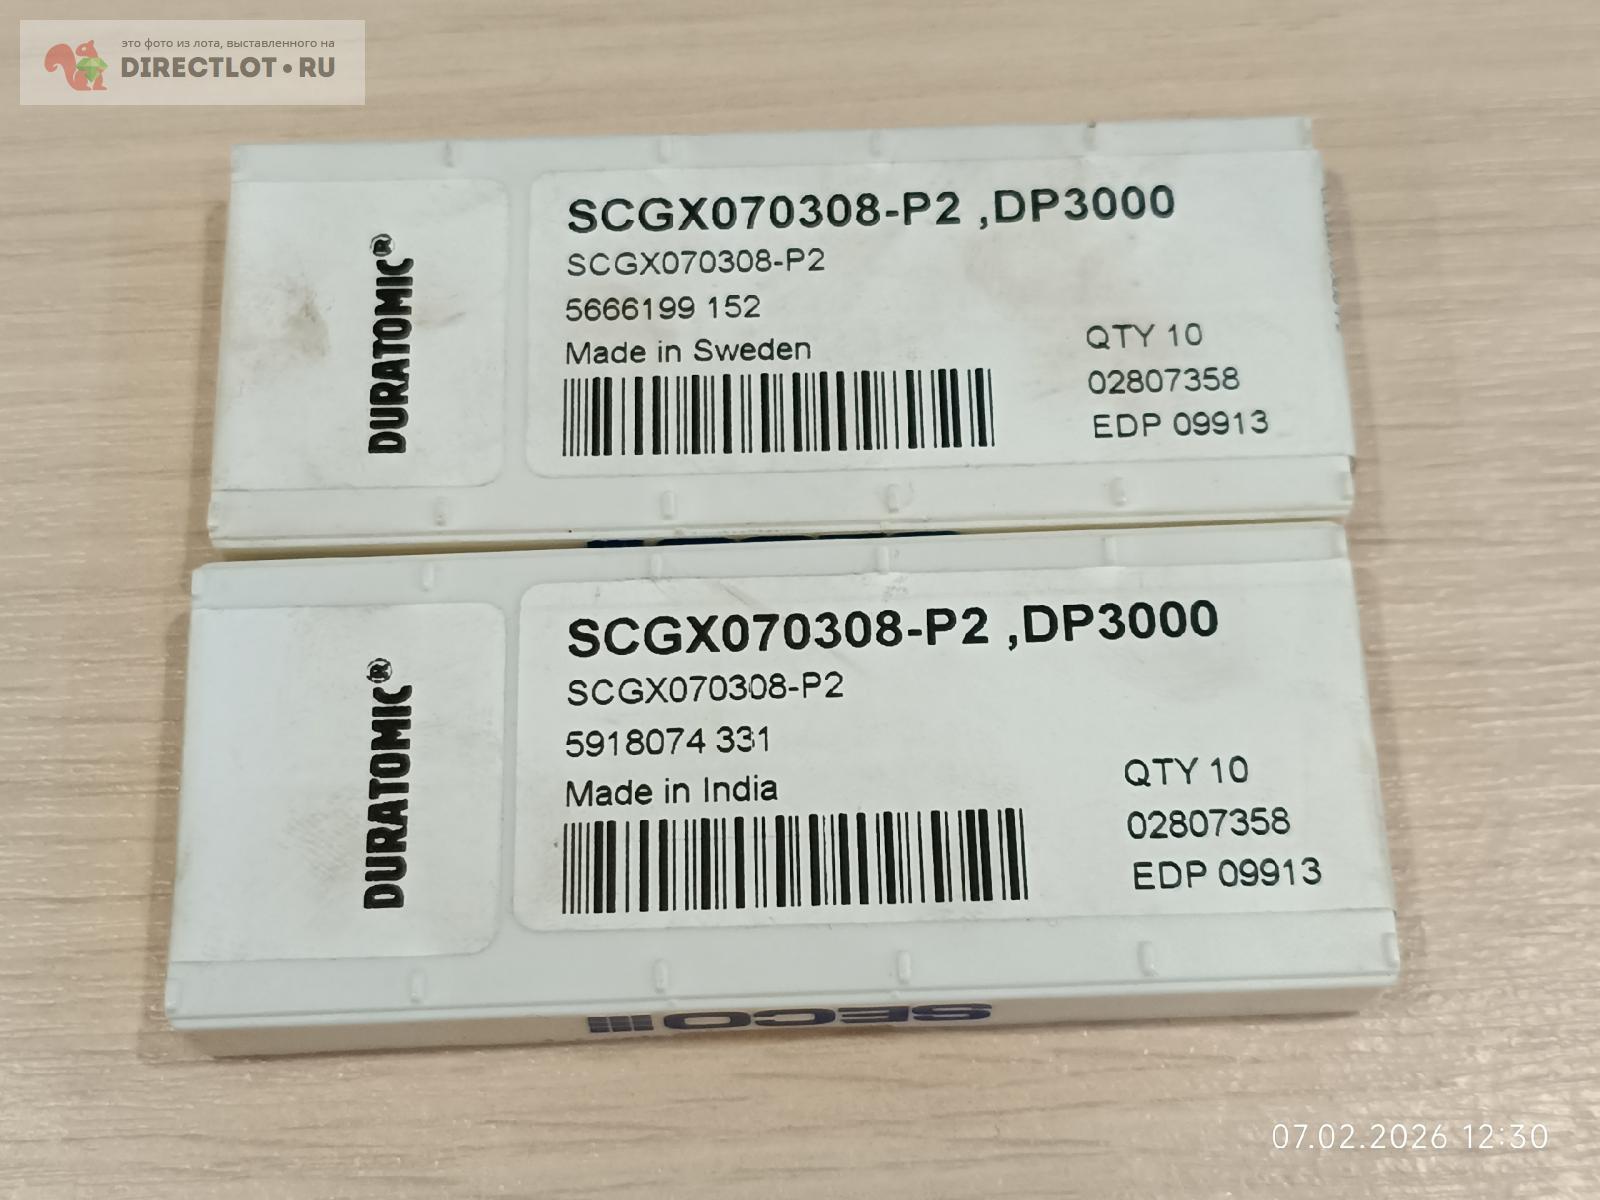 это фото из лота, выставленного на
DIRECTLOT•RU
DURATOMIC®
SCGX070308-P2 ,DP3000
SCGX070308-P2
5666199 152
Made in Sweden
QTY 10
02807358
EDP 09913
DURATOMIC®
SCGX070308-P2 ,DP3000
SCGX070308-P2
5918074 331
Made in India
QTY 10
02807358
EDP 09913
SECO
07.02.2026 12:30